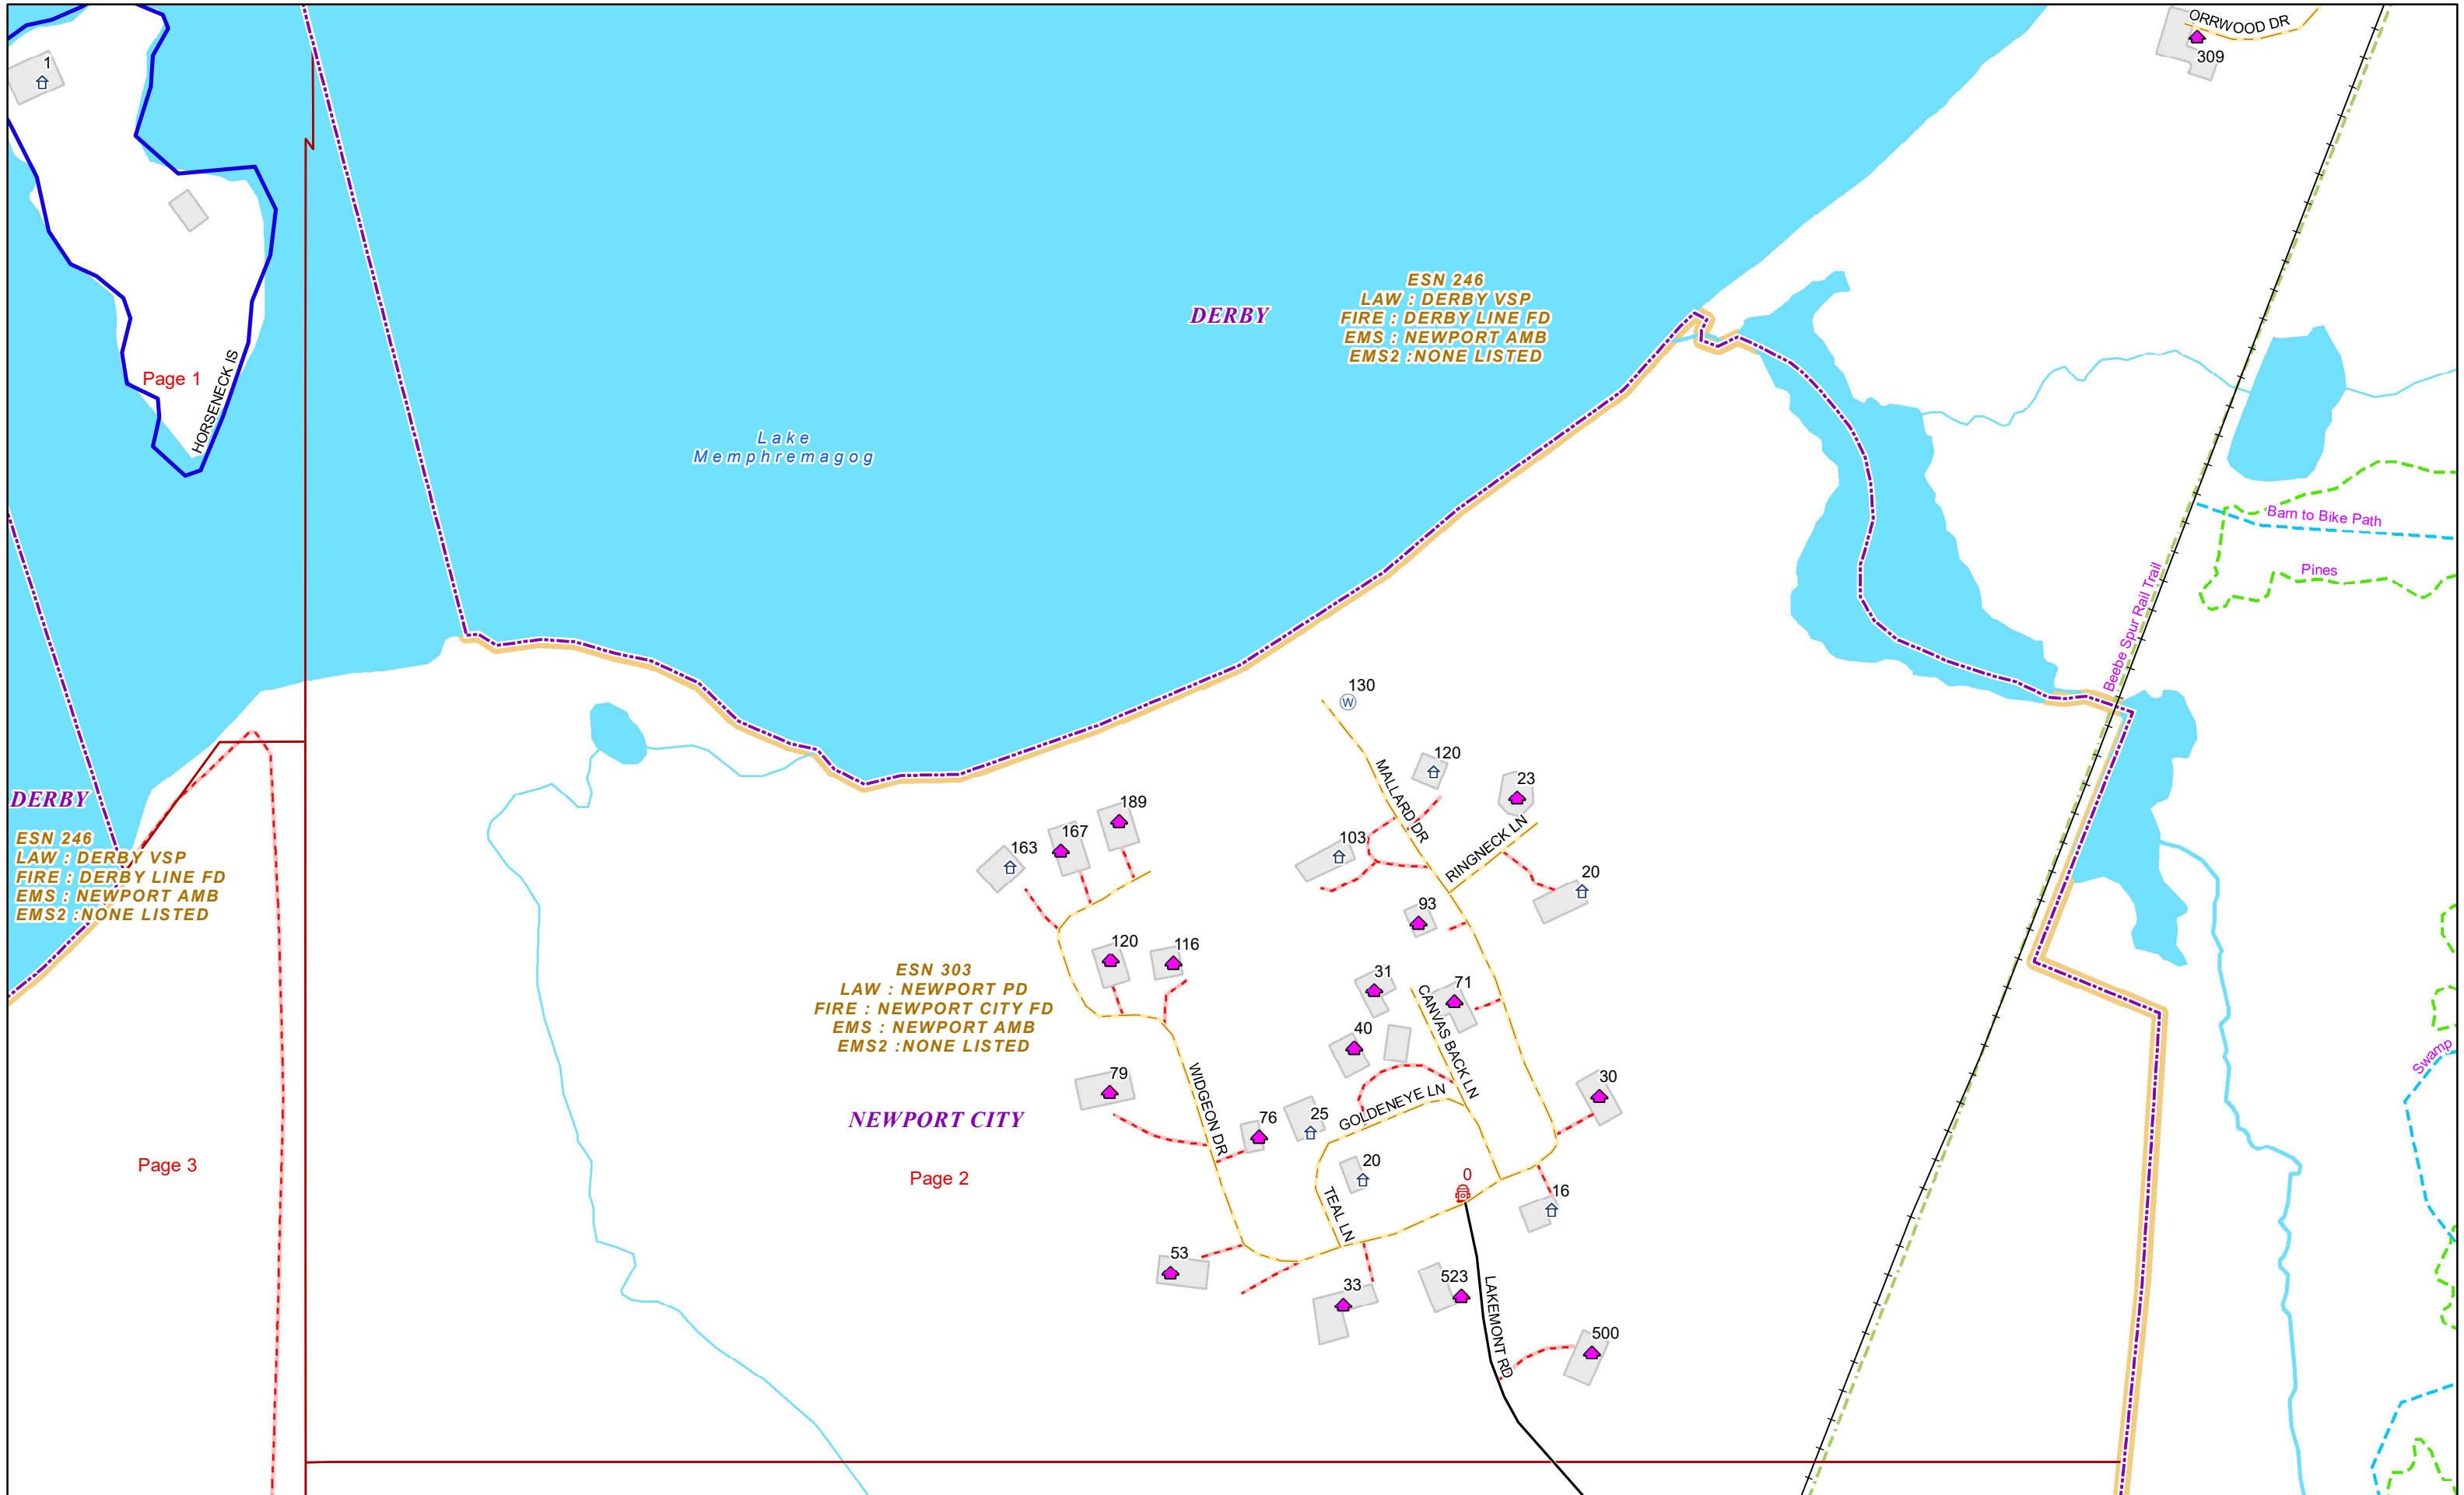 ORRWOOD DR
309
1
DERBY
ESN 246
LAW : DERBY VSP
FIRE : DERBY LINE FD
EMS : NEWPORT AMB
EMS2 :NONE LISTED
Page 1
HORSENECK IS
Lake
Memphremagog
Barn to Bike Path
Pines
Beebe Spur Rail Trail
130
120
MALLARD DR
23
DERBY
189
ESN 246
LAW : DERBY VSP
FIRE : DERBY LINE FD
EMS : NEWPORT AMB
EMS2 :NONE LISTED
163
167
103
RINGNECK LN
20
93
120
116
ESN 303
LAW : NEWPORT PD
FIRE : NEWPORT CITY FD
EMS : NEWPORT AMB
EMS2 :NONE LISTED
31
71
CANVAS BACK LN
40
Swamp
79
WIDGEON DR
30
NEWPORT CITY
76
25
GOLDENEYE LN
Page 3
Page 2
20
0
16
TEAL LN
53
33
523
LAKEMONT RD
500
W